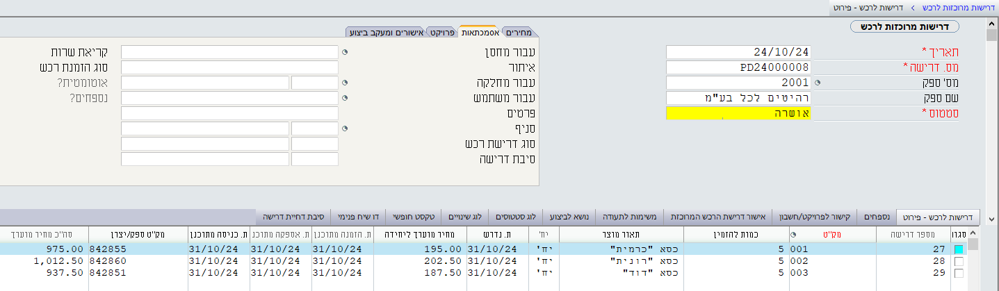 דרישות מרוכזות לרכש > דרישות לרכש - פירוט
דרישות מרוכזות לרכש
מחירים אסמכתאות פרויקט אישורים ומעקב ביצוע
תאריך * 24/10/24
מס. דרישה * PD24000008
מס' ספק 2001
שם ספק רהיטים לכל בע"מ
סטטוס * אושרה
עבור מחסן
איתור
עבור מחלקה
עבור משתמש
פרטים
סניף
סוג דרישת רכש
סיבת דרישה
קריאת שרות
סוג הזמנת רכש
אוטומטית?
נספחים?
דרישות לרכש - פירוט נספחים קישור לפרויקט/חשבון אישור דרישת הרכש המרוכזת משימות לתעודה נושא לביצוע לוג סטטוסים לוג שינויים טקסט חופשי דו שיח פנימי סיבת דחיית דרישה
סגרו מספר דרישה מק"ט כמות להזמין תאור מוצר יח' ת. נדרש מחיר מוערך ליחידה ת. הזמנה מתוכנן ת. אספקה מתוכנ ת. כניסה מתוכנן מק"ט ספק/יצרן סה"כ מחיר מוערך
27 001 5 כסא "כרמית" יח' 31/10/24 195.00 31/10/24 31/10/24 31/10/24 842855 975.00
28 002 5 כסא "רונית" יח' 31/10/24 202.50 31/10/24 31/10/24 31/10/24 842860 1,012.50
29 003 5 כסא "דוד" יח' 31/10/24 187.50 31/10/24 31/10/24 31/10/24 842851 937.50